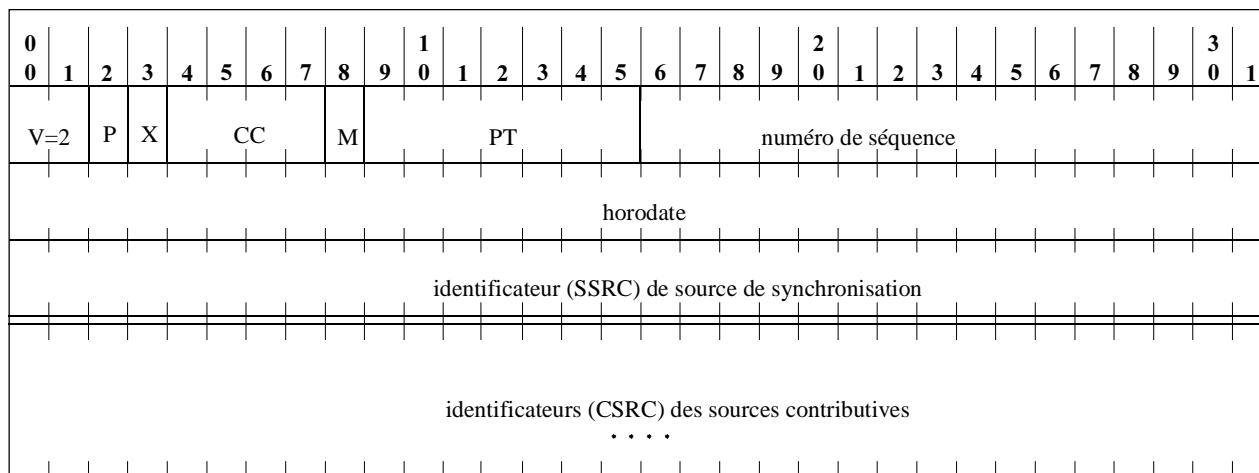 0 1 2 3
0 1 2 3 4 5 6 7 8 9 0 1 2 3 4 5 6 7 8 9 0 1 2 3 4 5 6 7 8 9 0 1
V=2 P X CC M PT numéro de séquence
horodate
identificateur (SSRC) de source de synchronisation
identificateurs (CSRC) des sources contributives
. . . .